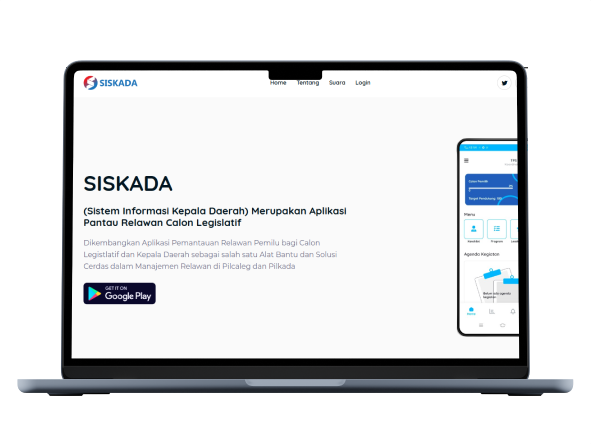 SISKADA
Home Tentang Suara Login
SISKADA
(Sistem Informasi Kepala Daerah) Merupakan Aplikasi
Pantau Relawan Calon Legislatif
Dikembangkan Aplikasi Pemantauan Relawan Pemilu bagi Calon
Legistlatif dan Kepala Daerah sebagai salah satu Alat Bantu dan Solusi
Cerdas dalam Manajemen Relawan di Pilcaleg dan Pilkada
GET IT ON
Google Play
Menu
Agenda Kegiatan